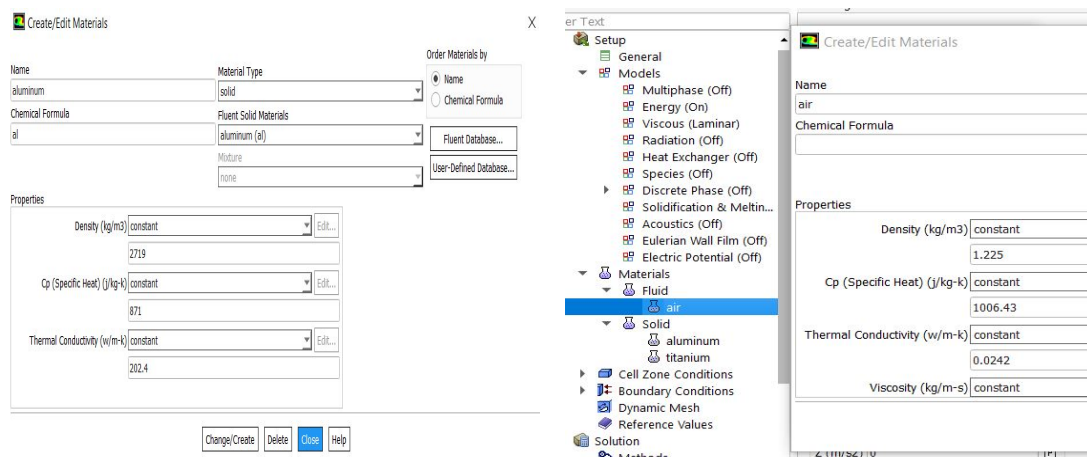 Create/Edit Materials
X
Name
aluminum
Chemical Formula
al
Material Type
solid
Fluent Solid Materials
aluminum (al)
Mixture
none
Order Materials by
Name
Chemical Formula
Fluent Database...
User-Defined Database...
Properties
Density (kg/m3) constant Edit...
2719
Cp (Specific Heat) (j/kg-k) constant Edit...
871
Thermal Conductivity (w/m-k) constant Edit...
202.4
Change/Create Delete Close Help
er Text
Setup
General
Models
Multiphase (Off)
Energy (On)
Viscous (Laminar)
Radiation (Off)
Heat Exchanger (Off)
Species (Off)
Discrete Phase (Off)
Solidification & Meltin...
Acoustics (Off)
Eulerian Wall Film (Off)
Electric Potential (Off)
Materials
Fluid
air
Solid
aluminum
titanium
Cell Zone Conditions
Boundary Conditions
Dynamic Mesh
Reference Values
Solution
Create/Edit Materials
Name
air
Chemical Formula
Properties
Density (kg/m3) constant
1.225
Cp (Specific Heat) (j/kg-k) constant
1006.43
Thermal Conductivity (w/m-k) constant
0.0242
Viscosity (kg/m-s) constant